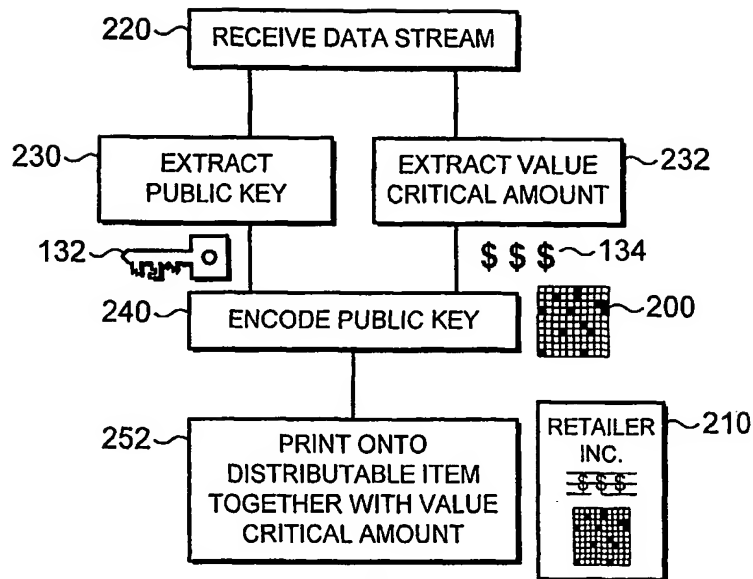 220
RECEIVE DATA STREAM
230
EXTRACT
PUBLIC KEY
EXTRACT VALUE
CRITICAL AMOUNT
232
132
$ $ $
134
240
ENCODE PUBLIC KEY
200
252
PRINT ONTO
DISTRIBUTABLE ITEM
TOGETHER WITH VALUE
CRITICAL AMOUNT
RETAILER
INC.
$ $ $
210